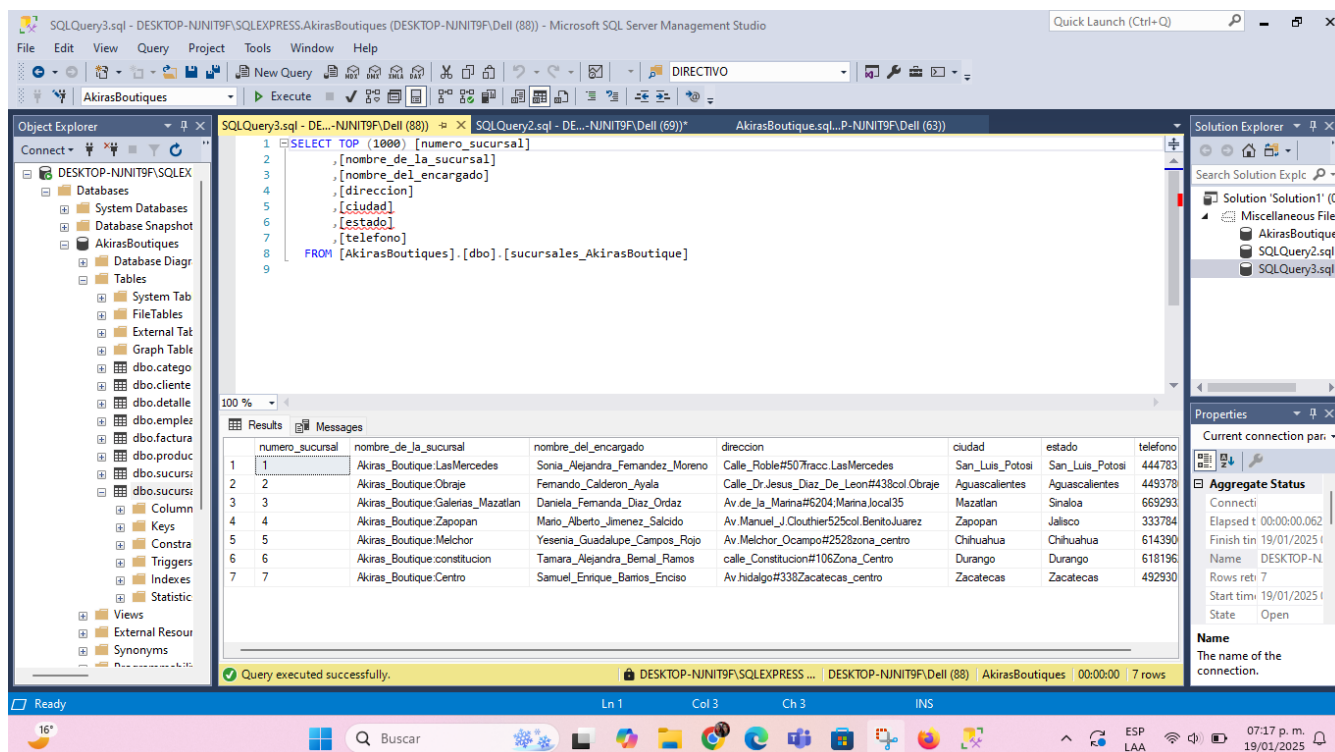 SQLQuery3.sql - DESKTOP-NJNIT9F\SQLEXPRESS.AkirasBoutiques (DESKTOP-NJNIT9F\Dell (88)) - Microsoft SQL Server Management Studio
Quick Launch (Ctrl+Q)
File Edit View Query Project Tools Window Help
New Query MDX DMX XMLA DAX DIRECTIVO
AkirasBoutiques Execute
Object Explorer
Connect
DESKTOP-NJNIT9F\SQLEX
Databases
System Databases
Database Snapshot
AkirasBoutiques
Database Diagr
Tables
System Tab
FileTables
External Tab
Graph Table
dbo.catego
dbo.cliente
dbo.detalle
dbo.emplea
dbo.factura
dbo.produc
dbo.sucursa
dbo.sucursa
Column
Keys
Constra
Triggers
Indexes
Statistic
Views
External Resour
Synonyms
SQLQuery3.sql - DE...-NJNIT9F\Dell (88)) SQLQuery2.sql - DE...-NJNIT9F\Dell (69))* AkirasBoutique.sql...P-NJNIT9F\Dell (63))
1 SELECT TOP (1000) [numero_sucursal]
2 ,[nombre_de_la_sucursal]
3 ,[nombre_del_encargado]
4 ,[direccion]
5 ,[ciudad]
6 ,[estado]
7 ,[telefono]
8 FROM [AkirasBoutiques].[dbo].[sucursales_AkirasBoutique]
9
100 %
Results Messages
numero_sucursal nombre_de_la_sucursal nombre_del_encargado direccion ciudad estado telefono
1 1 Akiras_Boutique:LasMercedes Sonia_Alejandra_Fernandez_Moreno Calle_Roble#507fracc.LasMercedes San_Luis_Potosi San_Luis_Potosi 444783
2 2 Akiras_Boutique:Obraje Fernando_Calderon_Ayala Calle_Dr.Jesus_Diaz_De_Leon#438col.Obraje Aguascalientes Aguascalientes 449378
3 3 Akiras_Boutique:Galerias_Mazatlan Daniela_Fernanda_Diaz_Ordaz Av.de_la_Marina#6204;Marina,local35 Mazatlan Sinaloa 669293
4 4 Akiras_Boutique:Zapopan Mario_Alberto_Jimenez_Salcido Av.Manuel_J.Clouthier525col.BenitoJuarez Zapopan Jalisco 333784
5 5 Akiras_Boutique:Melchor Yesenia_Guadalupe_Campos_Rojo Av.Melchor_Ocampo#2528zona_centro Chihuahua Chihuahua 614390
6 6 Akiras_Boutique:constitucion Tamara_Alejandra_Bernal_Ramos calle_Constitucion#106Zona_Centro Durango Durango 618196
7 7 Akiras_Boutique:Centro Samuel_Enrique_Barrios_Enciso Av.hidalgo#338Zacatecas_centro Zacatecas Zacatecas 492930
Query executed successfully. DESKTOP-NJNIT9F\SQLEXPRESS ... DESKTOP-NJNIT9F\Dell (88) AkirasBoutiques 00:00:00 7 rows
Solution Explorer
Search Solution Explc
Solution 'Solution1' (
Miscellaneous File
AkirasBoutique
SQLQuery2.sql
SQLQuery3.sql
Properties
Current connection para
Aggregate Status
Connecti
Elapsed t 00:00:00.062
Finish tin 19/01/2025
Name DESKTOP-N
Rows retu 7
Start time 19/01/2025
State Open
Name
The name of the
connection.
Ready Ln 1 Col 3 Ch 3 INS
16° Buscar ESP 07:17 p. m.
LAA 19/01/2025